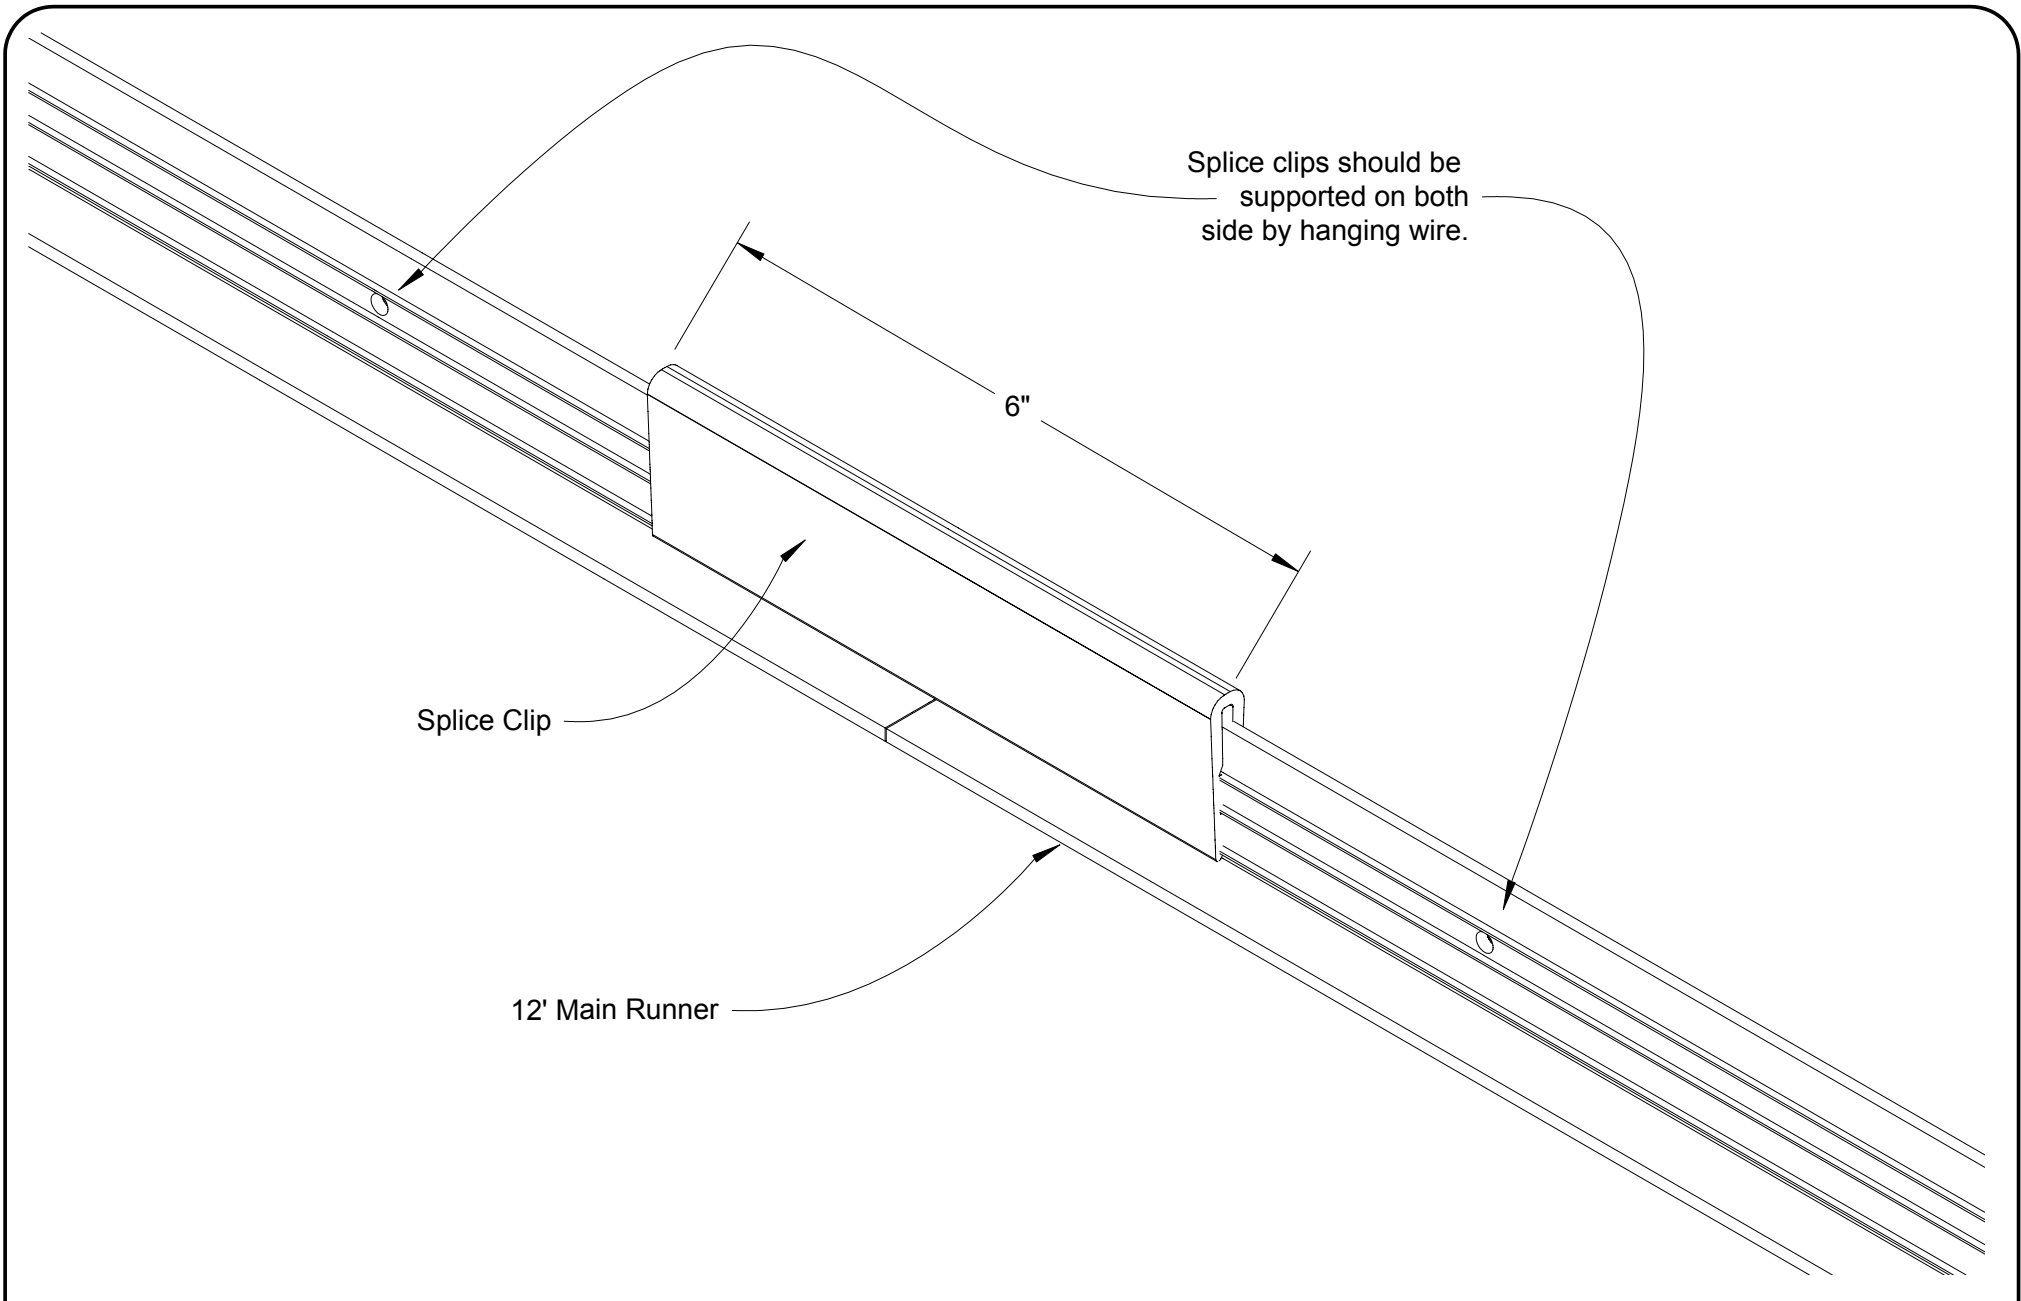 Splice clips should be
supported on both
side by hanging wire.
6"
Splice Clip
12' Main Runner